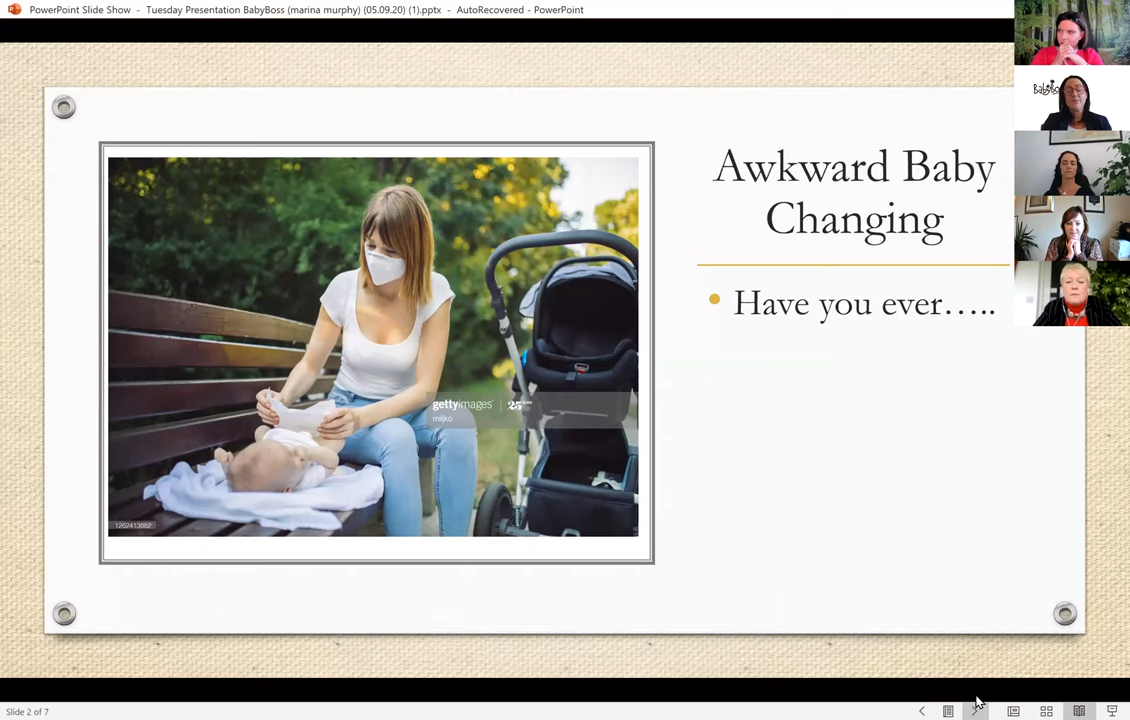 PowerPoint Slide Show - Tuesday Presentation BabyBoss (marina murphy) (05.09.20) (1).pptx - AutoRecovered - PowerPoint
Awkward Baby
Changing
• Have you ever…..
gettyimages
miljko
1262413882
Slide 2 of 7